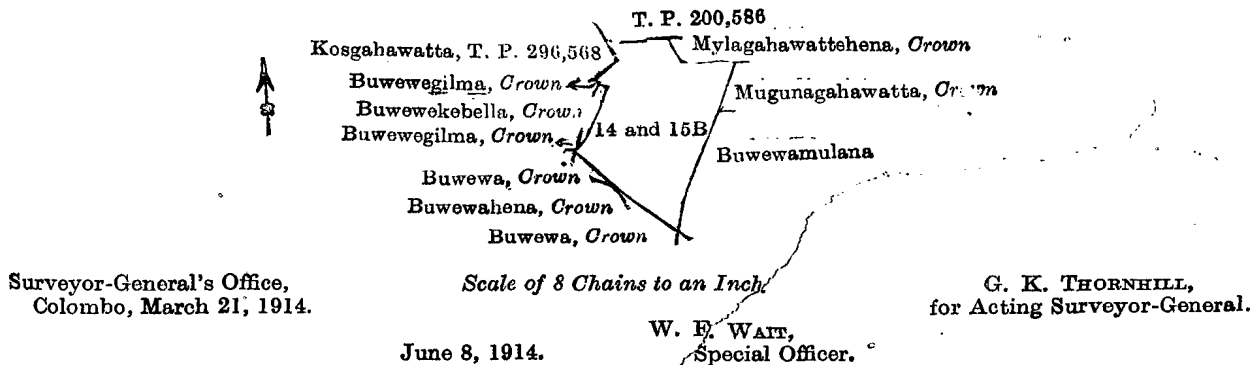 T. P. 200,586
Kosgahawatta, T. P. 296,568
Mylagahawattehena, Crown
Buwewegilma, Crown
Mugunagahawatta, Crown
Buwewekebella, Crown
14 and 15B
Buwewegilma, Crown
Buwewamulana
Buwewa, Crown
Buwewahena, Crown
Buwewa, Crown
Surveyor-General's Office,
Colombo, March 21, 1914.
Scale of 8 Chains to an Inch.
G. K. THORNHILL,
for Acting Surveyor-General.
June 8, 1914.
W. E. WAIT,
Special Officer.